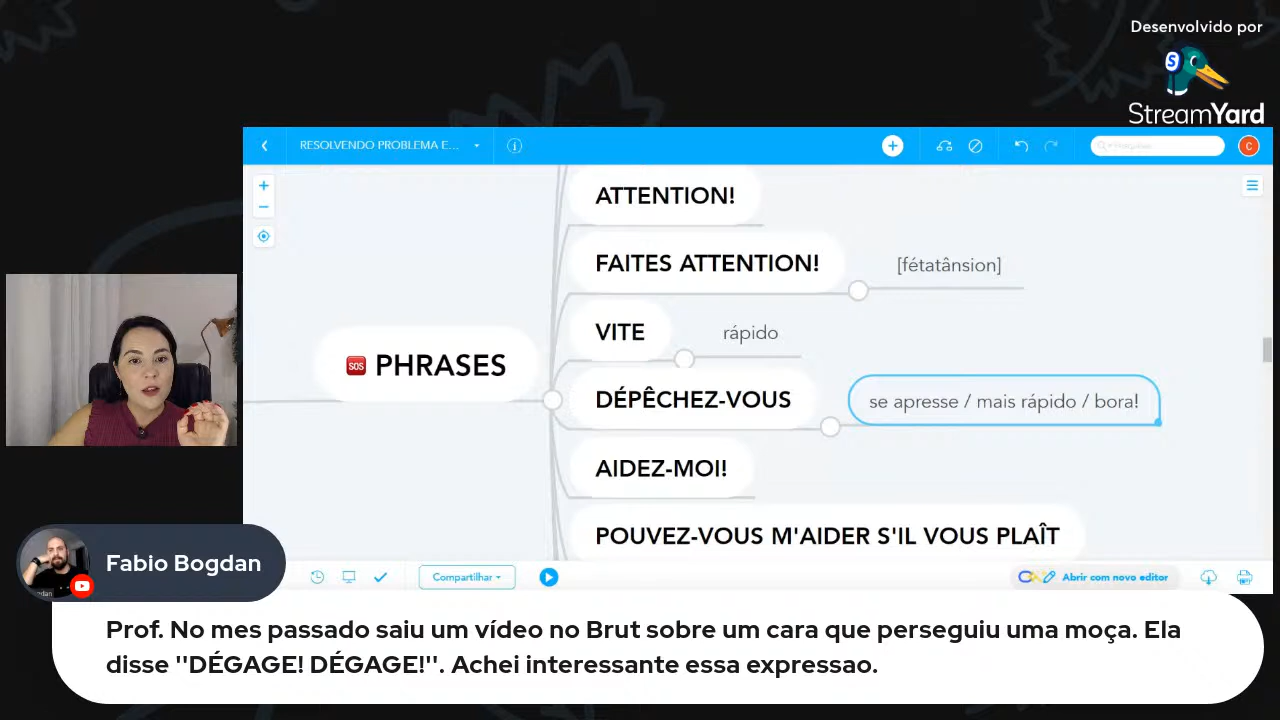 Desenvolvido por
StreamYard
RESOLVENDO PROBLEMA E...
C
ATTENTION!
FAITES ATTENTION!
[fétatânsion]
VITE
rápido
SOS PHRASES
DÉPÊCHEZ-VOUS
se apresse / mais rápido / bora!
AIDEZ-MOI!
POUVEZ-VOUS M'AIDER S'IL VOUS PLAÎT
Compartilhar
Abrir com novo editor
Fabio Bogdan
Prof. No mes passado saiu um vídeo no Brut sobre um cara que perseguiu uma moça. Ela
disse ''DÉGAGE! DÉGAGE!''. Achei interessante essa expressao.